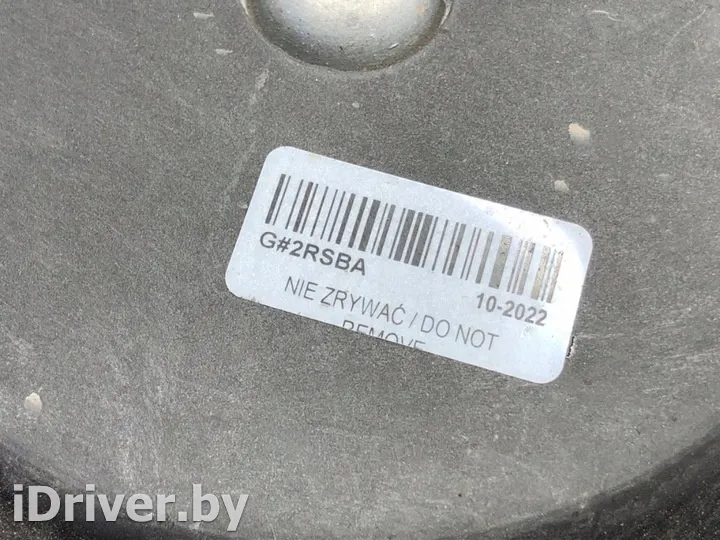 G#2RSBA
10-2022
NIE ZRYWAĆ / DO NOT
REMOVE
iDriver.by